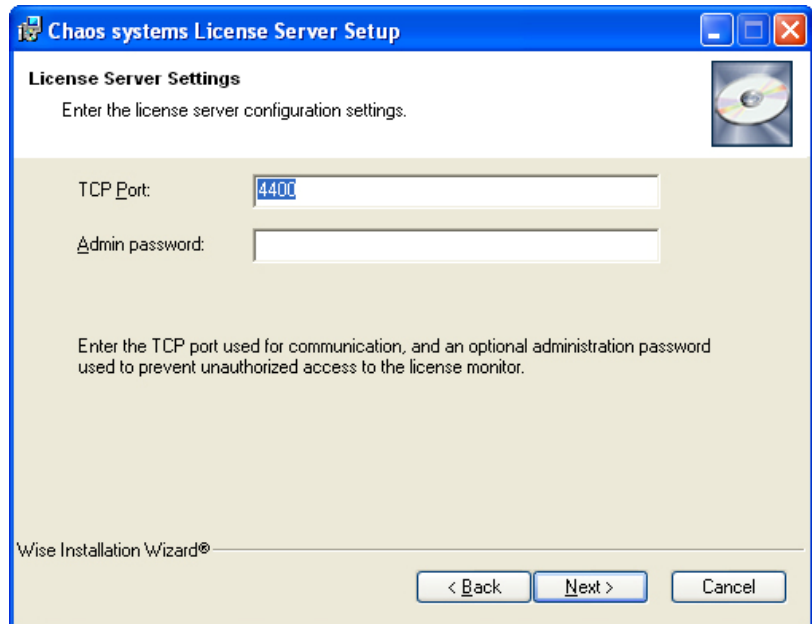 Chaos systems License Server Setup
License Server Settings
Enter the license server configuration settings.
TCP Port:
4400
Admin password:
Enter the TCP port used for communication, and an optional administration password
used to prevent unauthorized access to the license monitor.
Wise Installation Wizard®
< Back
Next >
Cancel